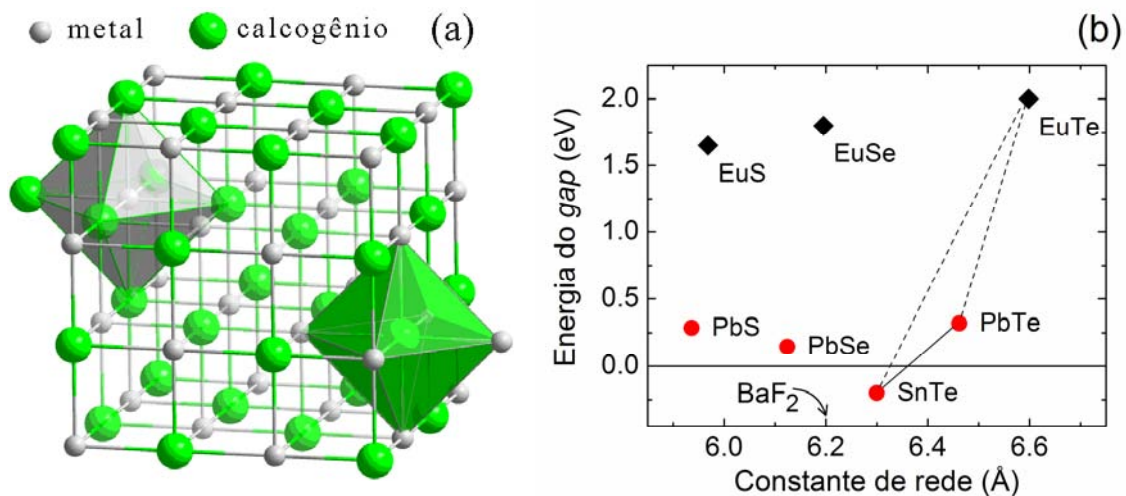 metal calcogênio (a)
(b)
Energia do gap (eV)
2.0
1.5
1.0
0.5
0.0
EuS
EuSe
EuTe
PbS
PbSe
PbTe
SnTe
BaF2
6.0 6.2 6.4 6.6
Constante de rede (Å)